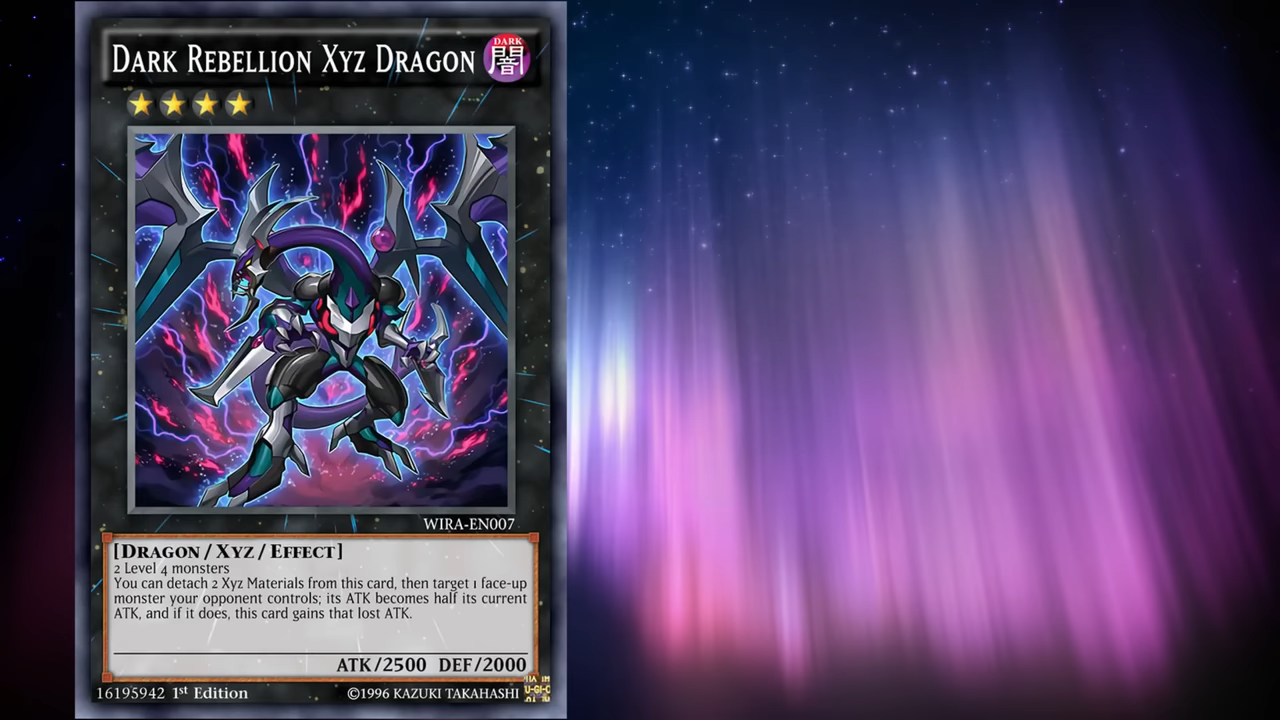 Dark Rebellion Xyz Dragon
DARK
闇
WIRA-EN007
[Dragon / Xyz / Effect]
2 Level 4 monsters
You can detach 2 Xyz Materials from this card, then target 1 face-up
monster your opponent controls; its ATK becomes half its current
ATK, and if it does, this card gains that lost ATK.
ATK/2500 DEF/2000
16195942 1st Edition ©1996 KAZUKI TAKAHASHI